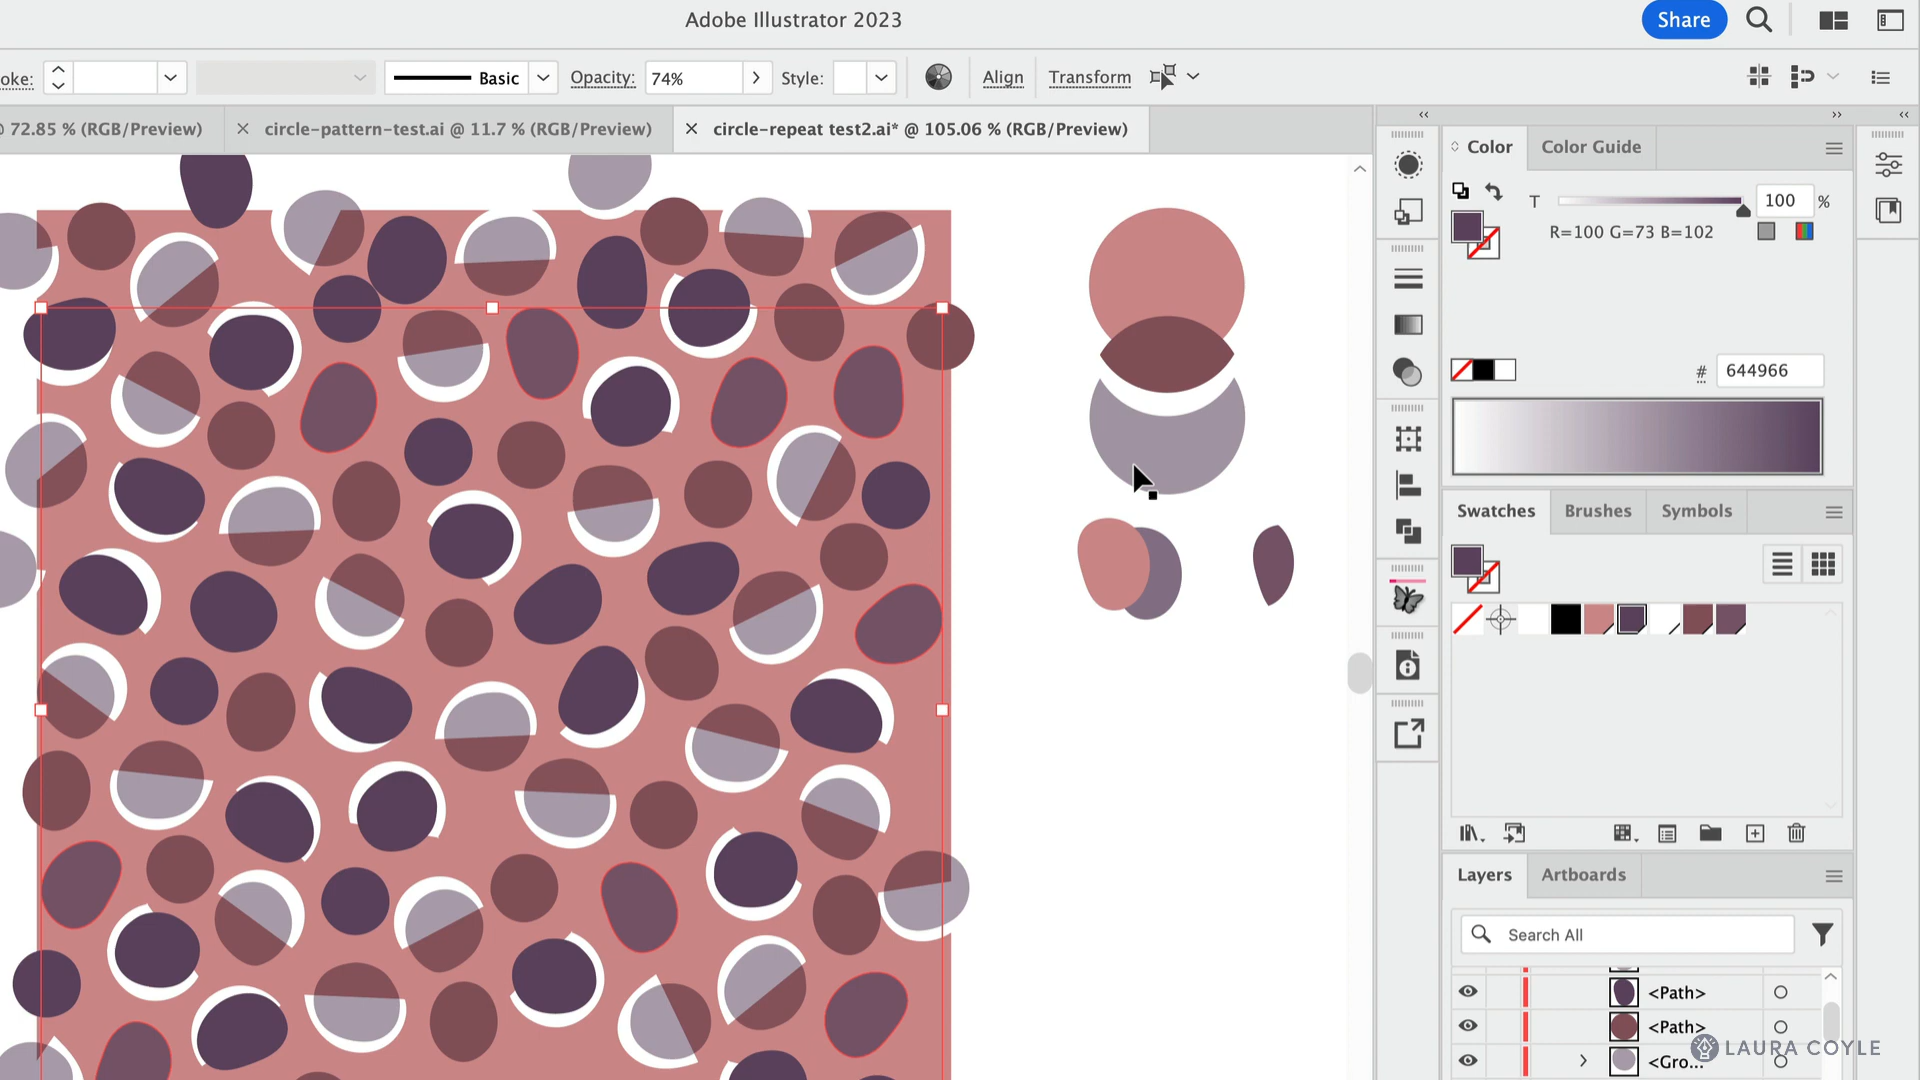 Adobe Illustrator 2023
Share
oke:
Basic
Opacity:
74%
Style:
Align
Transform
@ 72.85 % (RGB/Preview)
× circle-pattern-test.ai @ 11.7 % (RGB/Preview)
× circle-repeat test2.ai* @ 105.06 % (RGB/Preview)
Color
Color Guide
T
100 %
R=100 G=73 B=102
# 644966
Swatches
Brushes
Symbols
Layers
Artboards
Search All
<Path>
<Path>
<Gro...
LAURA COYLE